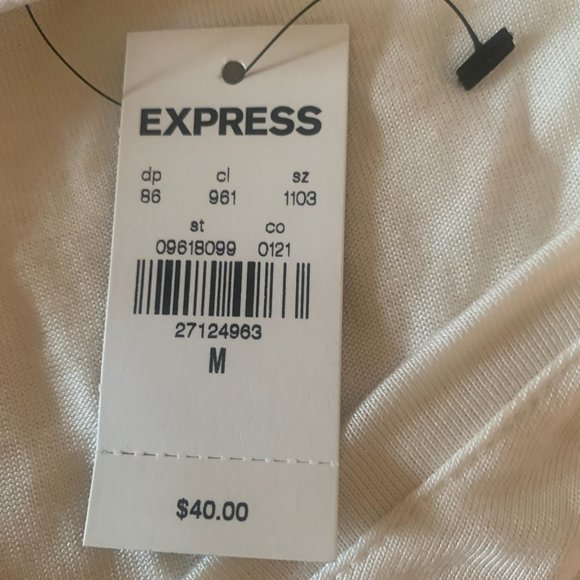 EXPRESS
dp cl sz
86 961 1103
st co
09618099 0121
27124963
M
$40.00